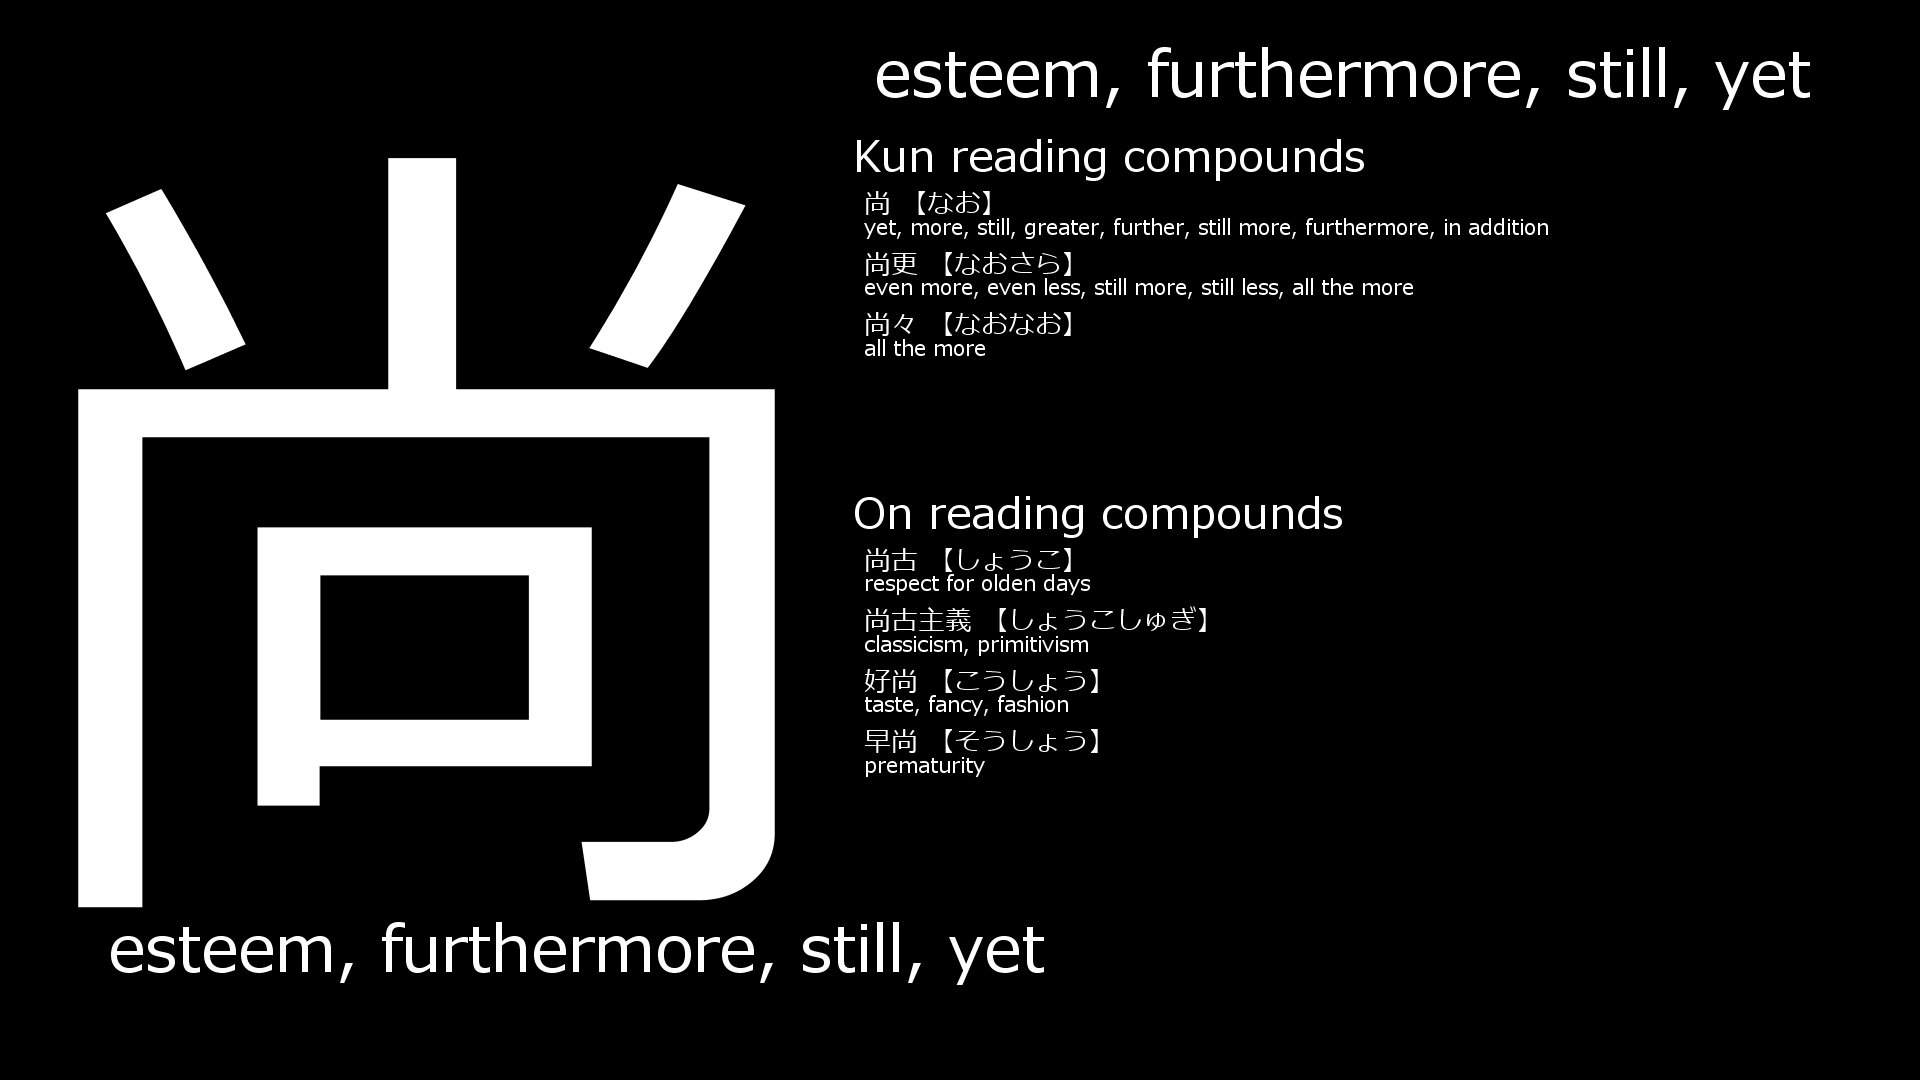 尚
esteem, furthermore, still, yet
esteem, furthermore, still, yet
Kun reading compounds
尚 【なお】
yet, more, still, greater, further, still more, furthermore, in addition
尚更 【なおさら】
even more, even less, still more, still less, all the more
尚々 【なおなお】
all the more
On reading compounds
尚古 【しょうこ】
respect for olden days
尚古主義 【しょうこしゅぎ】
classicism, primitivism
好尚 【こうしょう】
taste, fancy, fashion
早尚 【そうしょう】
prematurity